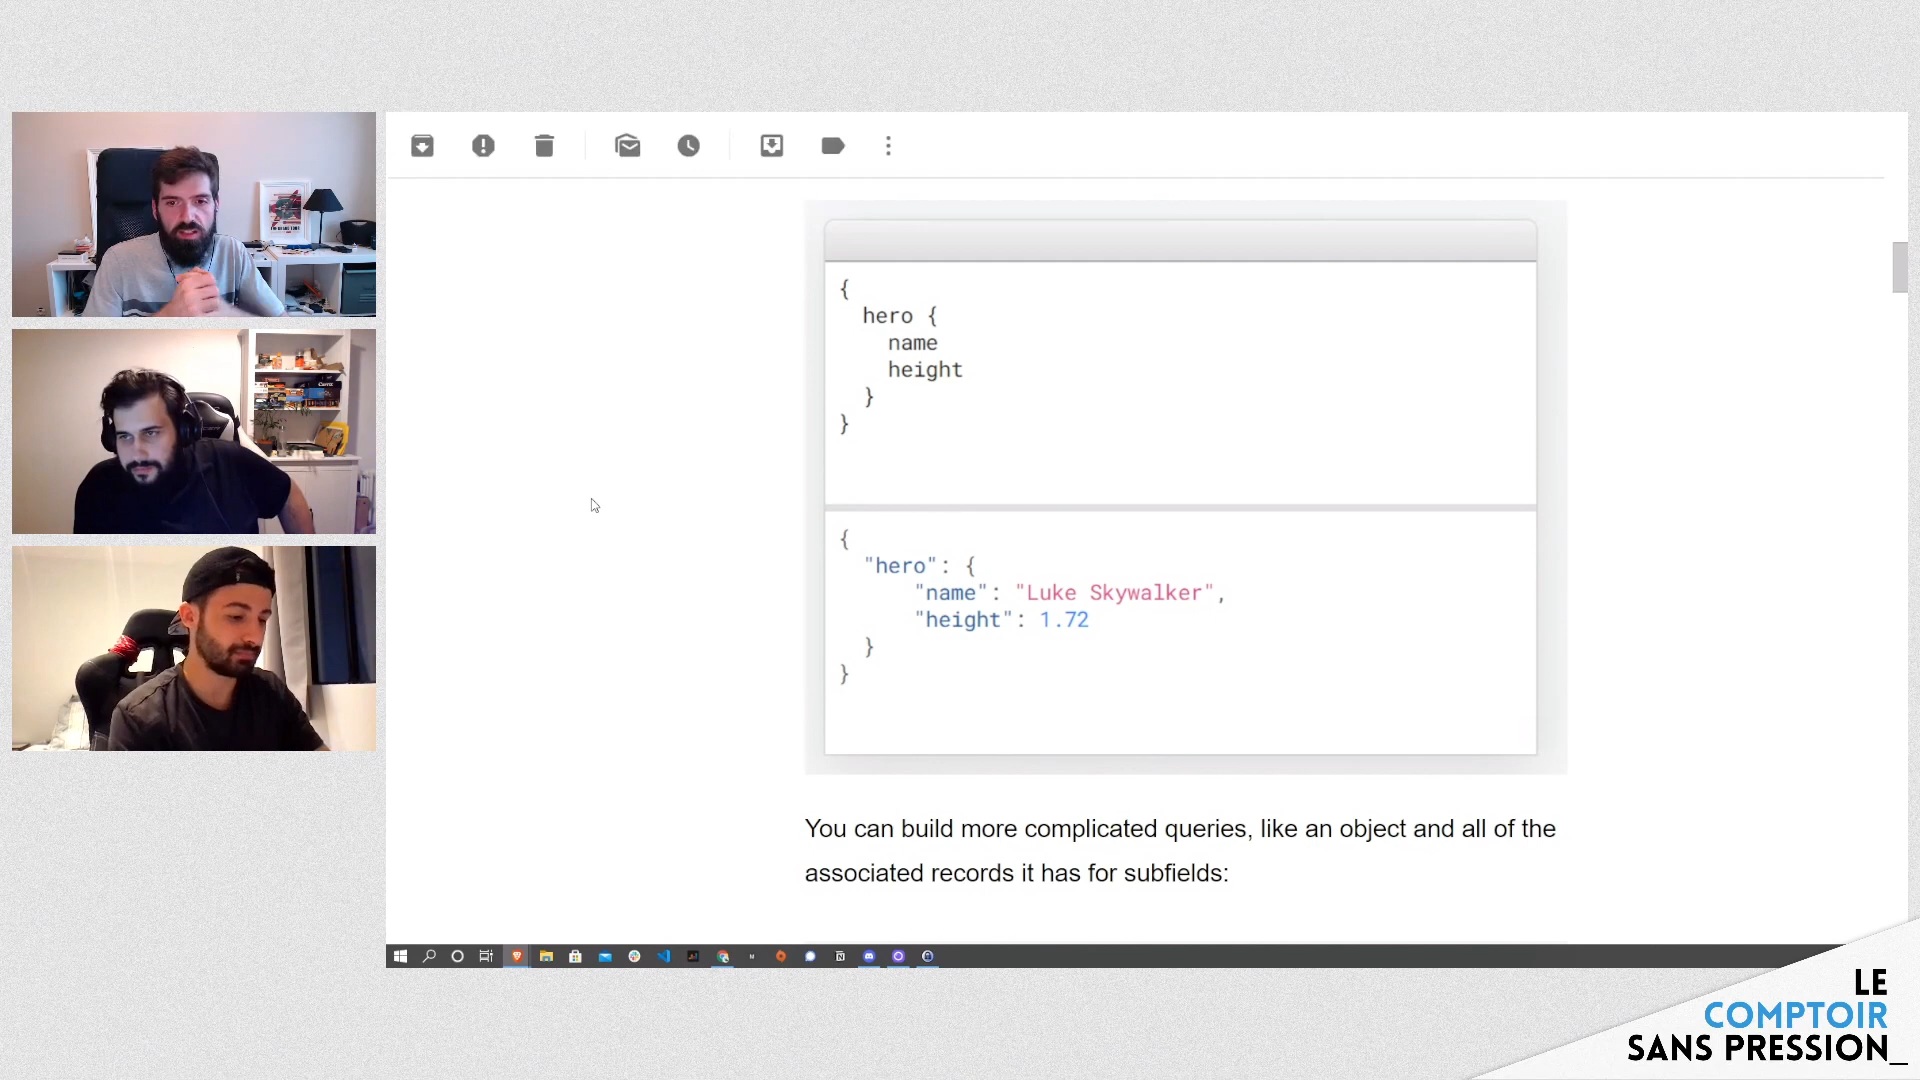 {
hero {
name
height
}
}
{
"hero": {
"name": "Luke Skywalker",
"height": 1.72
}
}
You can build more complicated queries, like an object and all of the
associated records it has for subfields:
LE
COMPTOIR
SANS PRESSION_